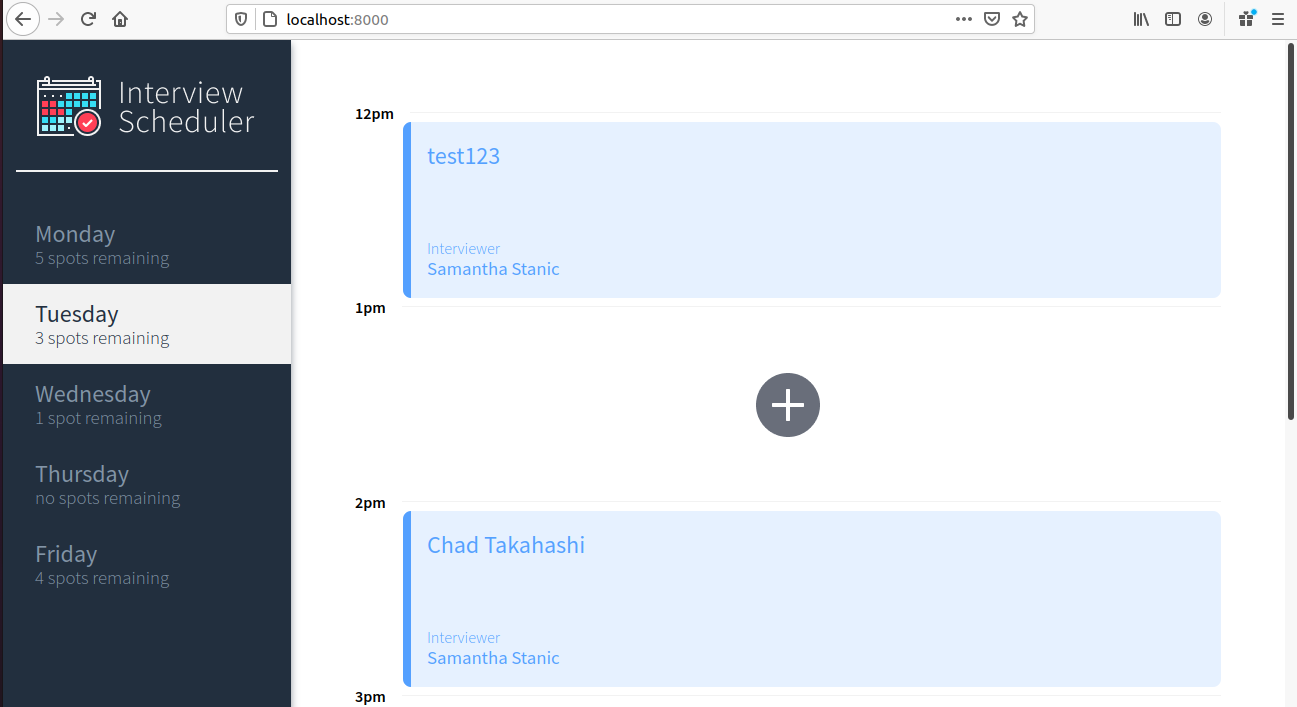 localhost:8000
Interview
Scheduler
Monday
5 spots remaining
Tuesday
3 spots remaining
Wednesday
1 spot remaining
Thursday
no spots remaining
Friday
4 spots remaining
12pm
test123
Interviewer
Samantha Stanic
1pm
2pm
Chad Takahashi
Interviewer
Samantha Stanic
3pm